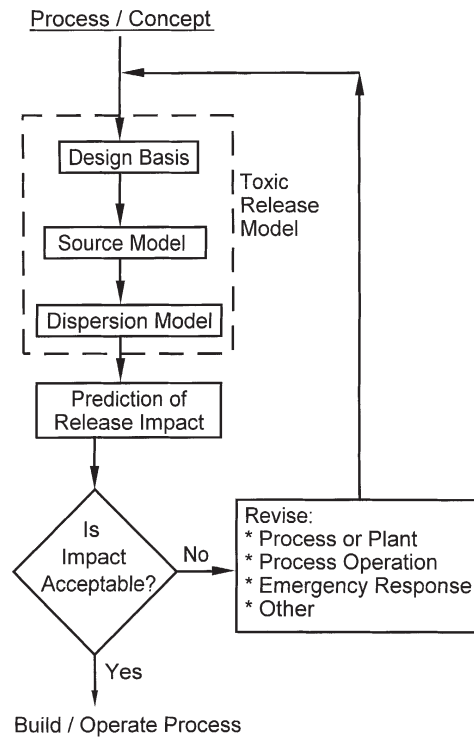 Process / Concept
Design Basis
Toxic
Release
Model
Source Model
Dispersion Model
Prediction of
Release Impact
Is
Impact
Acceptable?
No
Revise:
* Process or Plant
* Process Operation
* Emergency Response
* Other
Yes
Build / Operate Process